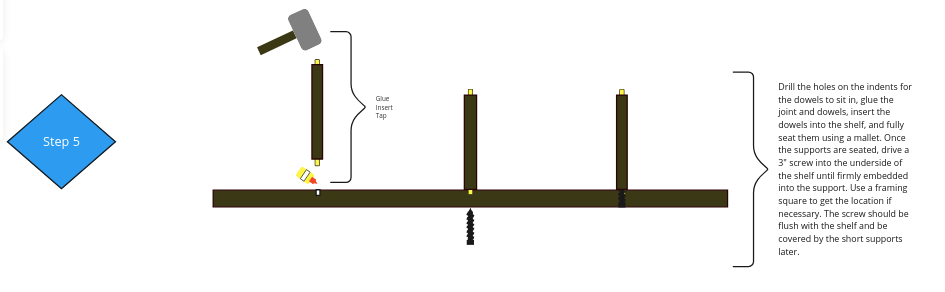 Step 5
Glue
Insert
Tap
Drill the holes on the indents for
the dowels to sit in, glue the
joint and dowels, insert the
dowels into the shelf, and fully
seat them using a mallet. Once
the supports are seated, drive a
3" screw into the underside of
the shelf until firmly embedded
into the support. Use a framing
square to get the location if
necessary. The screw should be
flush with the shelf and be
covered by the short supports
later.